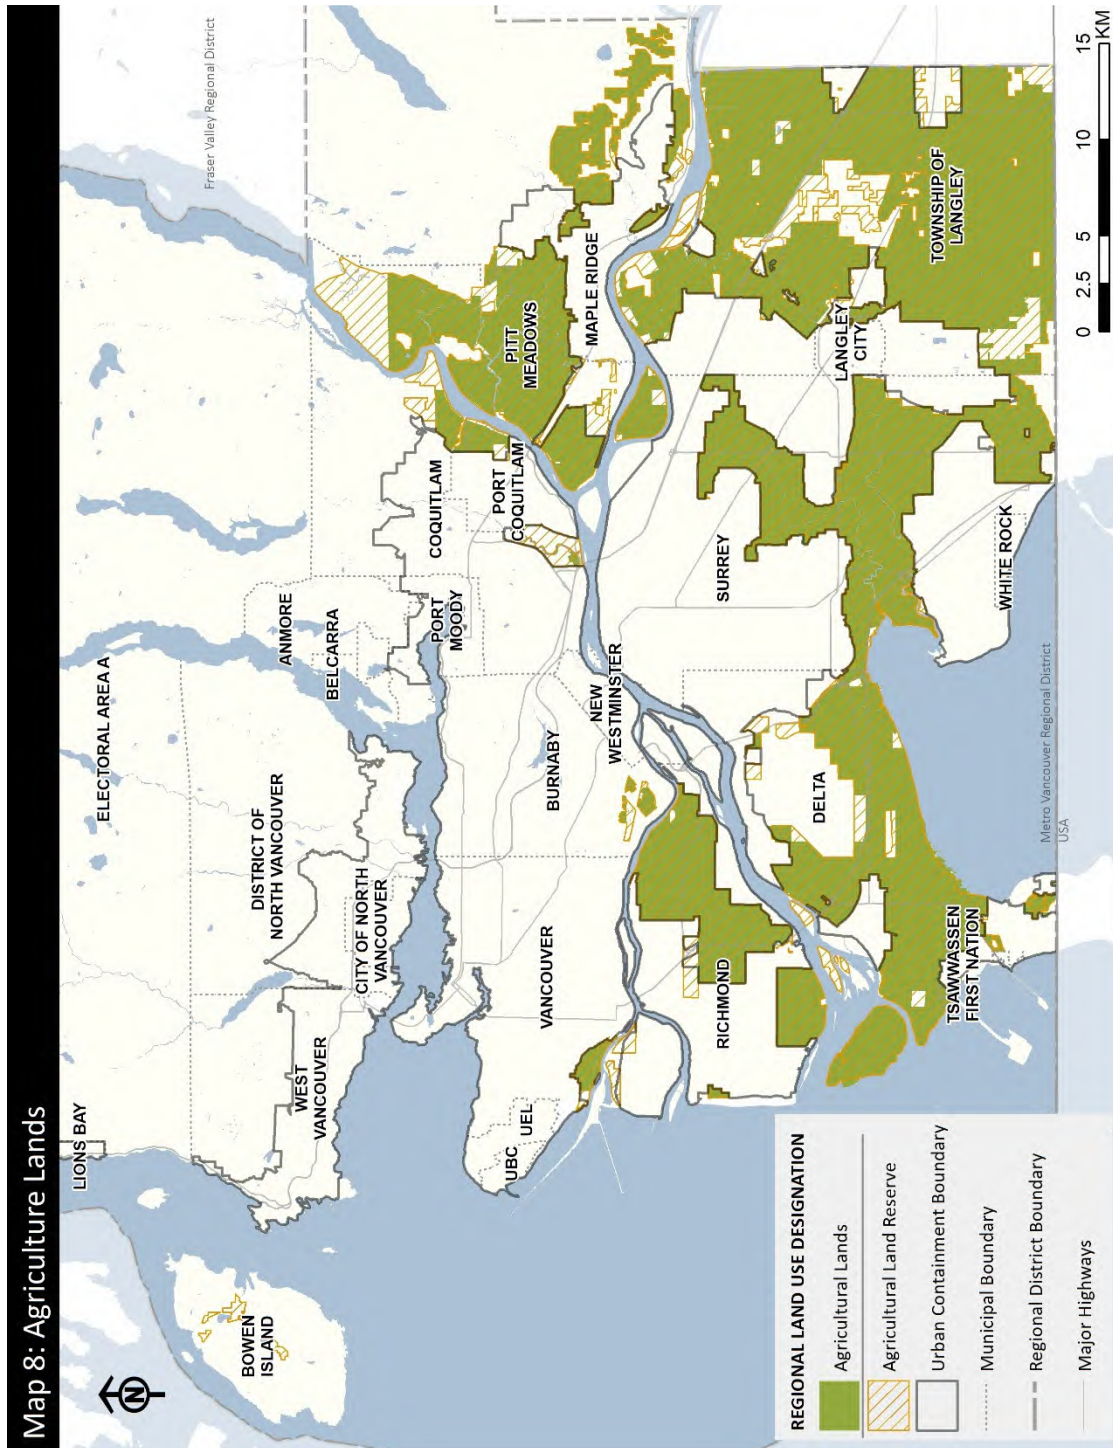 Map 8: Agriculture Lands
Fraser Valley Regional District
LIONS BAY
ELECTORAL AREA A
BOWEN
ISLAND
WEST
VANCOUVER
DISTRICT OF
NORTH VANCOUVER
CITY OF NORTH
VANCOUVER
ANMORE
BELCARRA
PORT
MOODY
COQUITLAM
PORT
COQUITLAM
PITT
MEADOWS
MAPLE RIDGE
UBC
UEL
VANCOUVER
BURNABY
NEW
WESTMINSTER
RICHMOND
SURREY
LANGLEY
CITY
TOWNSHIP OF
LANGLEY
DELTA
WHITE ROCK
TSAWWASSEN
FIRST NATION
Metro Vancouver Regional District
USA
N
REGIONAL LAND USE DESIGNATION
Agricultural Lands
Agricultural Land Reserve
Urban Containment Boundary
Municipal Boundary
Regional District Boundary
Major Highways
0 2.5 5 10 15
KM